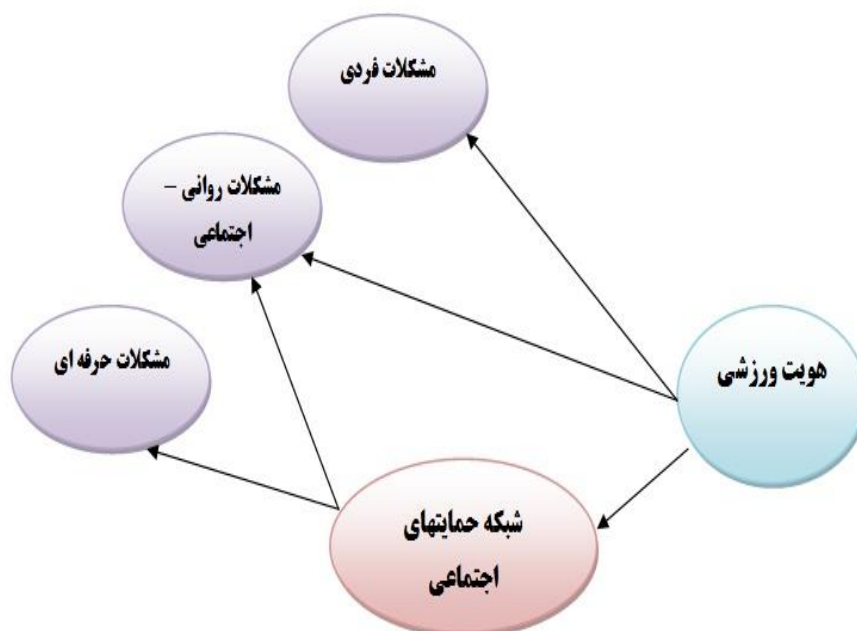 مشکلات فردی
مشکلات روانی –
اجتماعی
مشکلات حرفه ای
هویت ورزشی
شبکه حمایتهای
اجتماعی